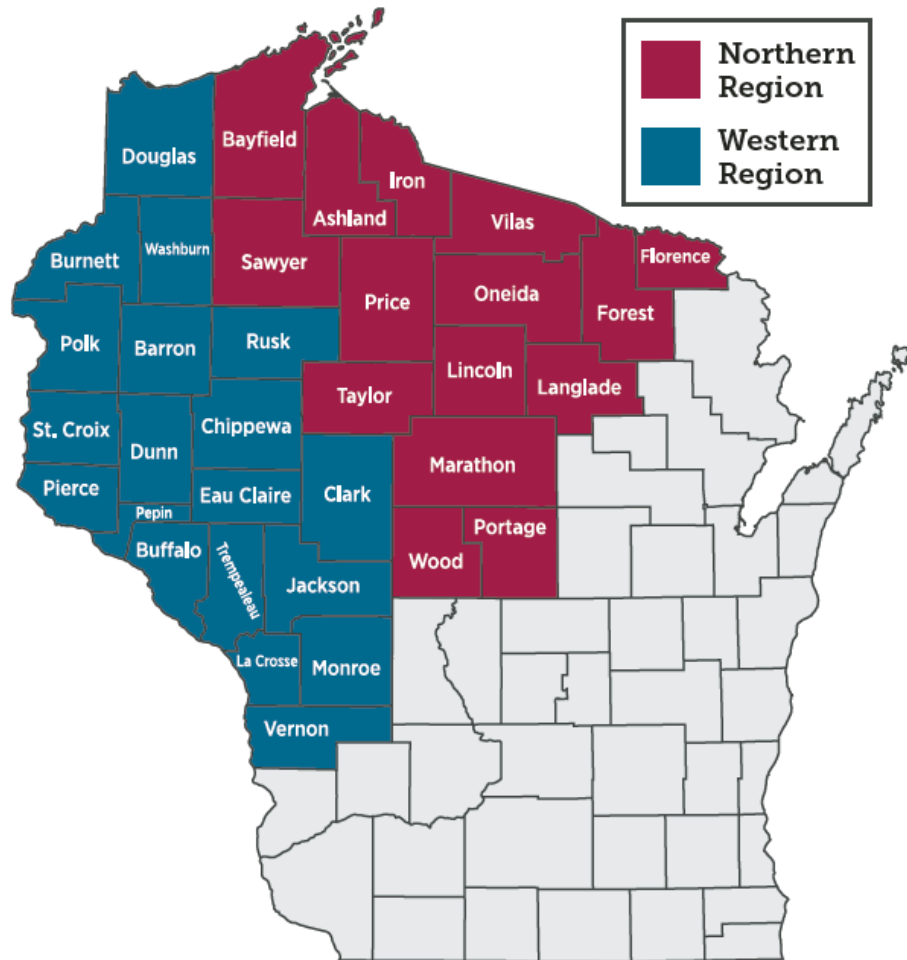 Northern
Region
Western
Region
Bayfield
Douglas
Iron
Ashland
Vilas
Washburn
Burnett
Sawyer
Florence
Oneida
Price
Forest
Polk
Barron
Rusk
Lincoln
Langlade
Taylor
St. Croix
Chippewa
Dunn
Marathon
Pierce
Eau Claire
Clark
Pepin
Portage
Buffalo
Trempealeau
Wood
Jackson
La Crosse
Monroe
Vernon